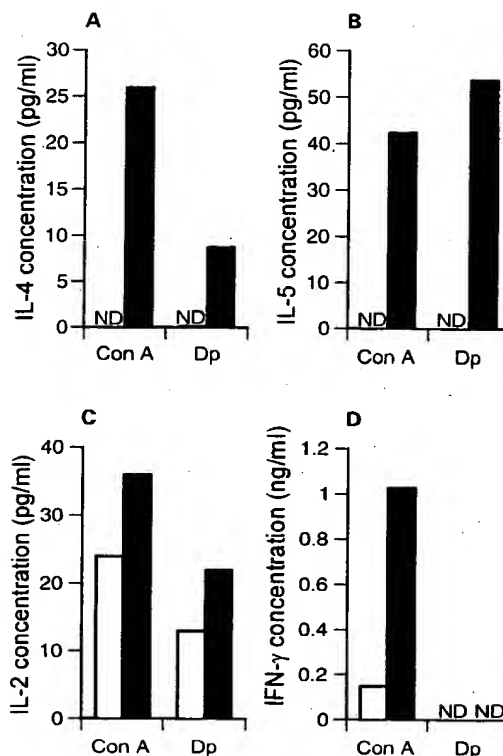 A
IL-4 concentration (pg/ml)
30
25
20
15
10
5
0
ND
ND
Con A
Dp
B
IL-5 concentration (pg/ml)
60
50
40
30
20
10
0
ND
ND
Con A
Dp
C
IL-2 concentration (pg/ml)
40
30
20
10
0
Con A
Dp
D
IFN-γ concentration (ng/ml)
1.2
1
0.8
0.6
0.4
0.2
0
ND ND
Con A
Dp